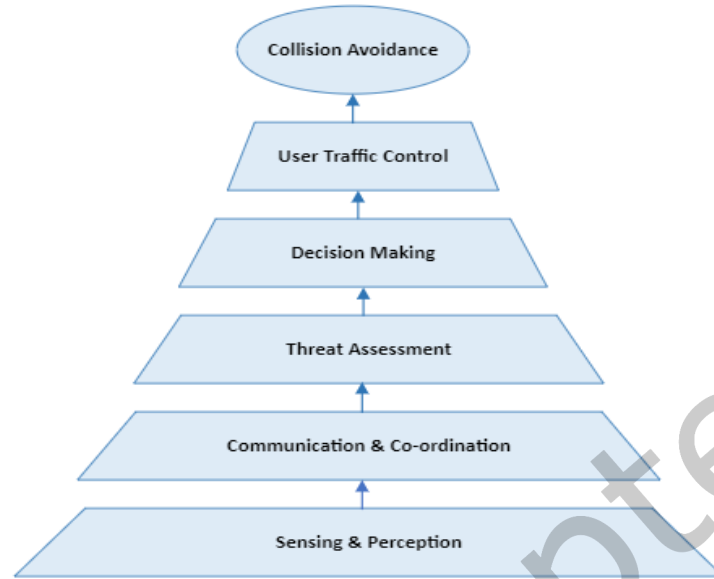 Collision Avoidance
User Traffic Control
Decision Making
Threat Assessment
Communication & Co-ordination
Sensing & Perception